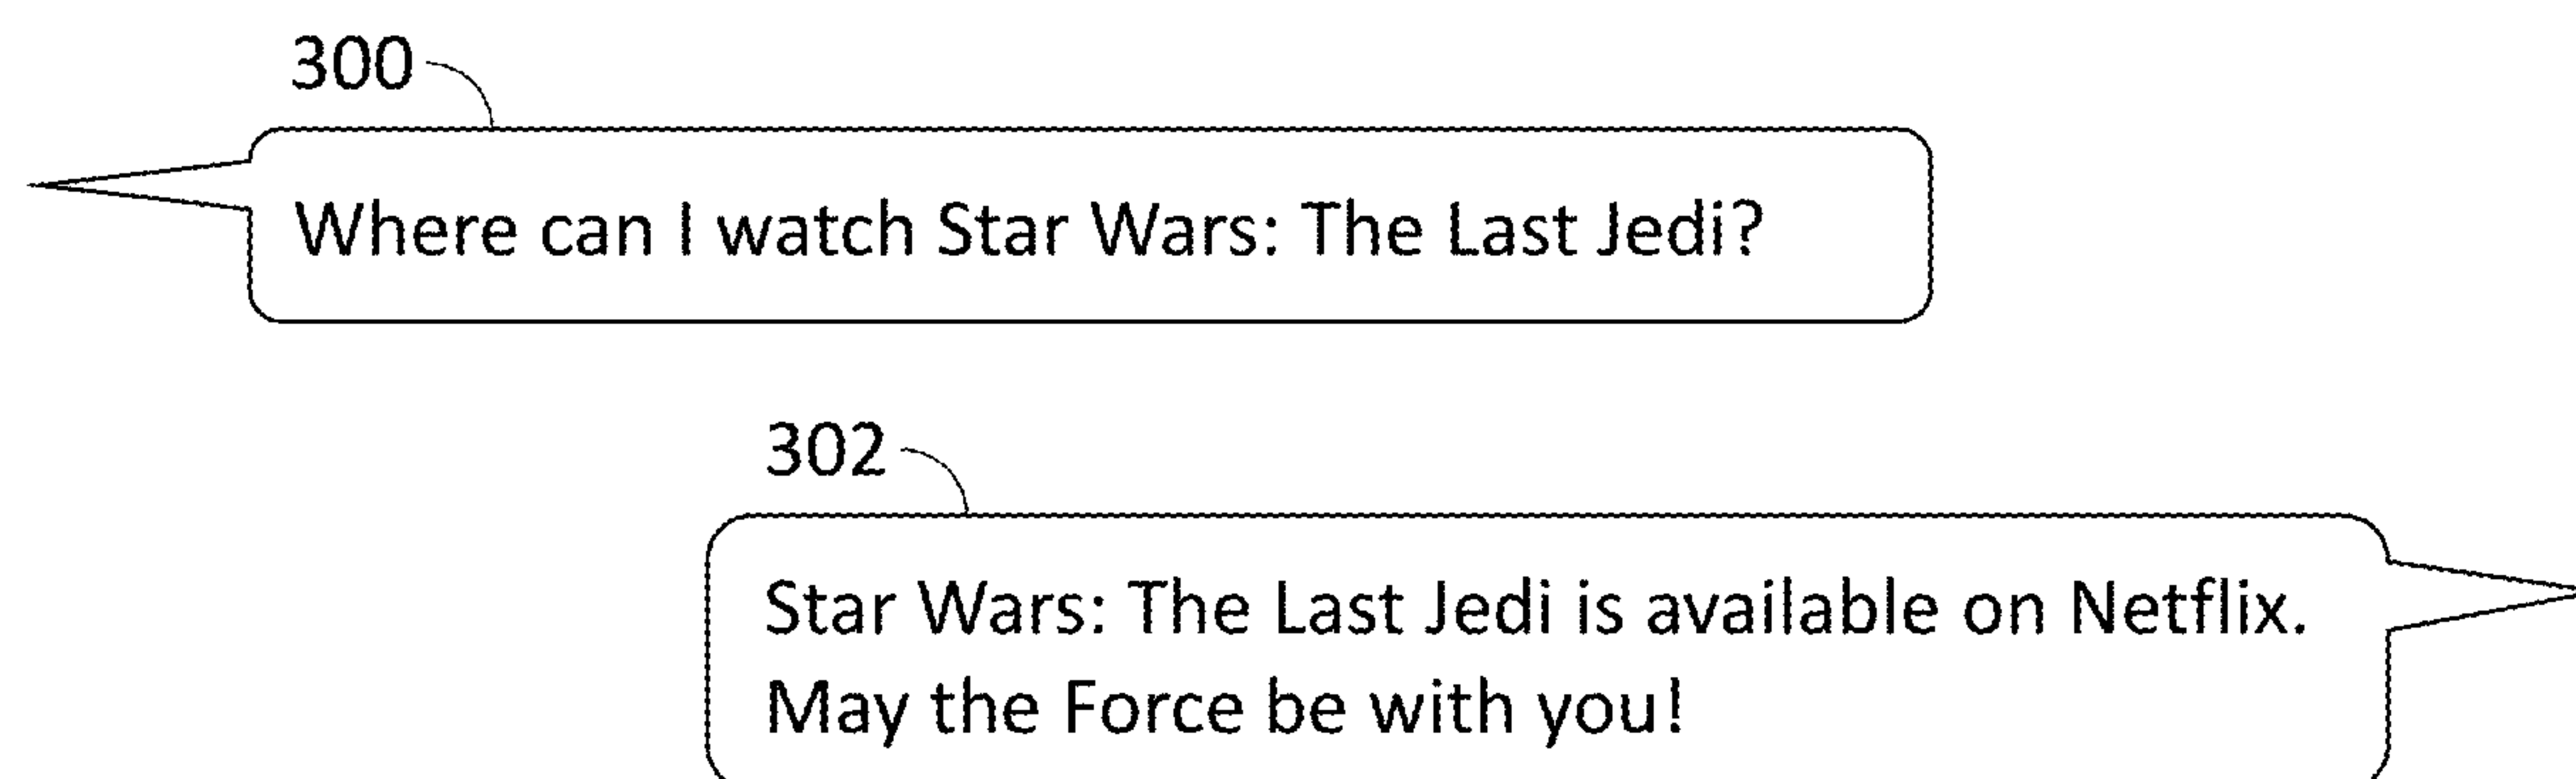 300
Where can I watch Star Wars: The Last Jedi?
302
Star Wars: The Last Jedi is available on Netflix.
May the Force be with you!